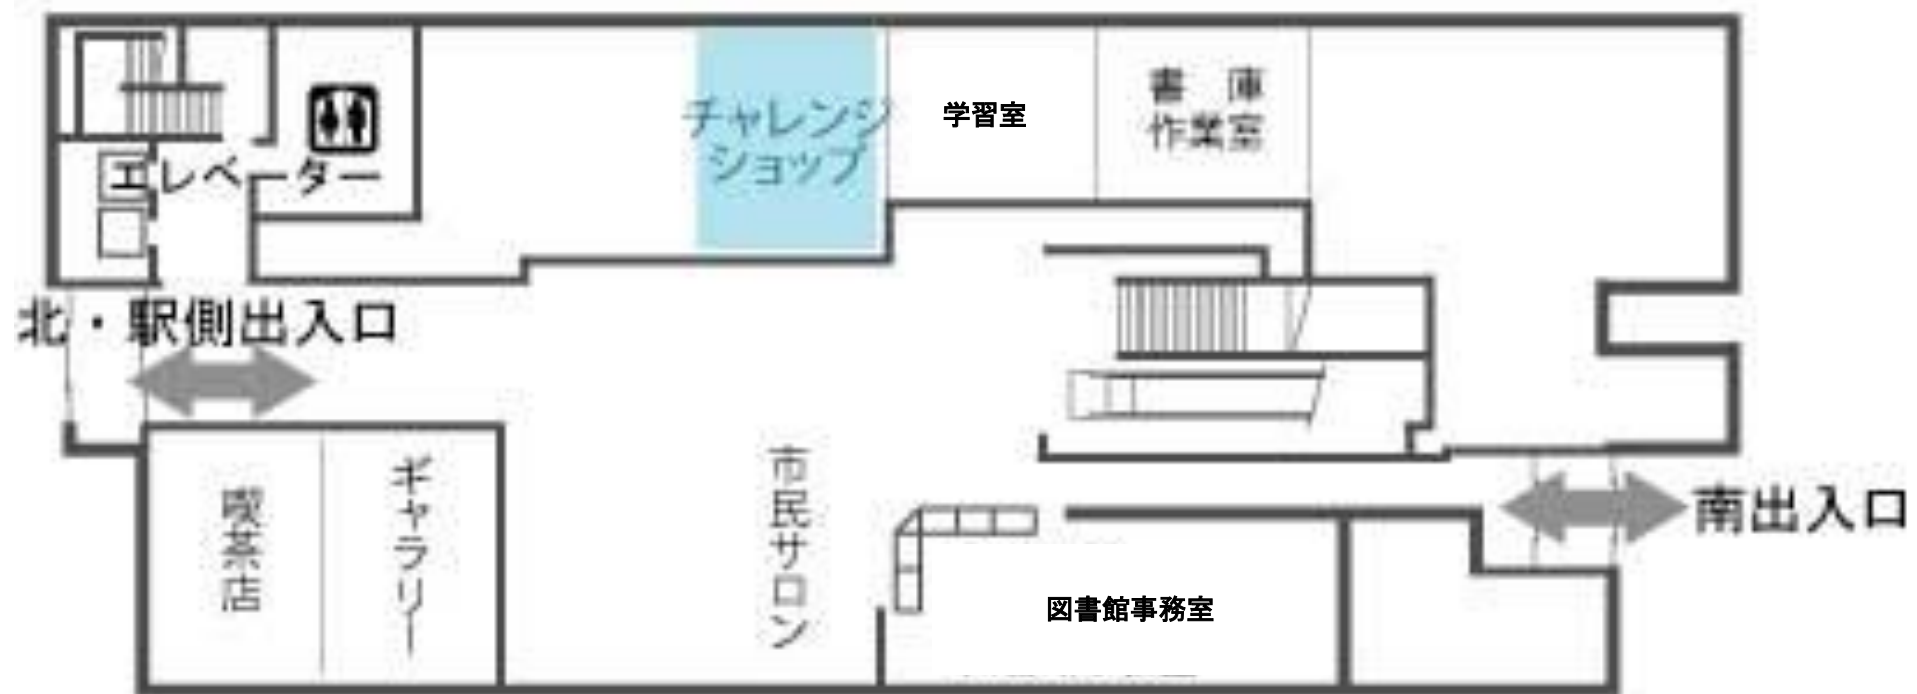 チャレンジ
ショップ
学習室
書庫
作業室
エレベーター
北・駅側出入口
喫茶店
ギャラリー
市民サロン
図書館事務室
南出入口